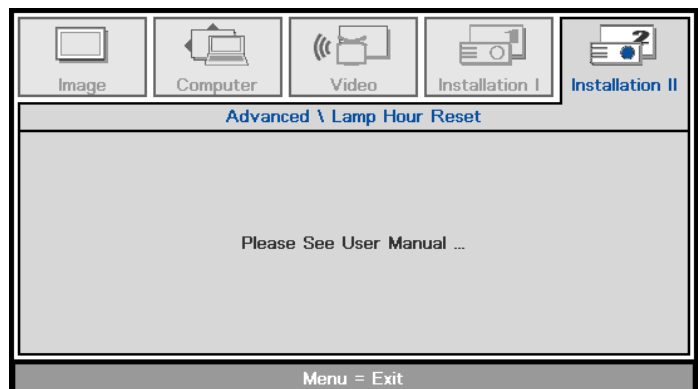 Image Computer Video Installation I Installation II
Advanced \ Lamp Hour Reset
Please See User Manual ...
Menu = Exit